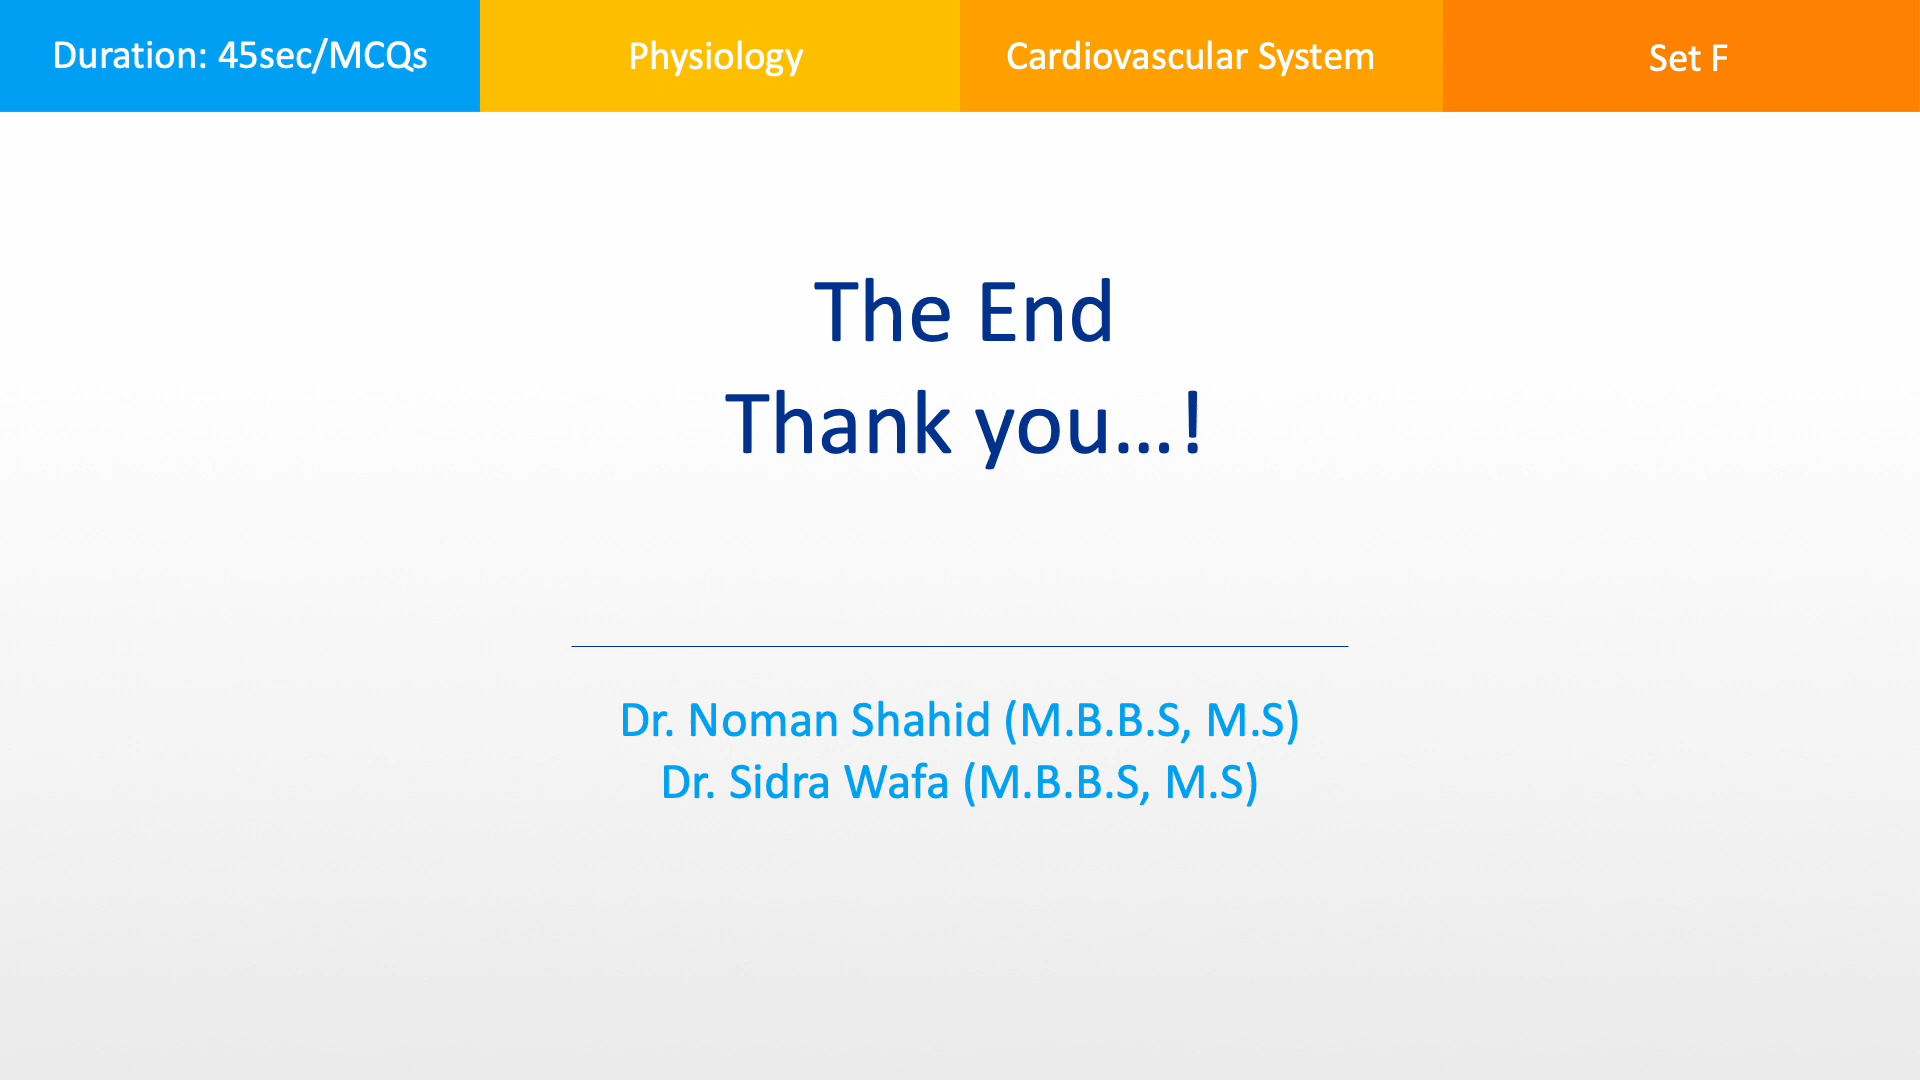 Duration: 45sec/MCQs
Physiology
Cardiovascular System
Set F
The End
Thank you...!
Dr. Noman Shahid (M.B.B.S, M.S)
Dr. Sidra Wafa (M.B.B.S, M.S)